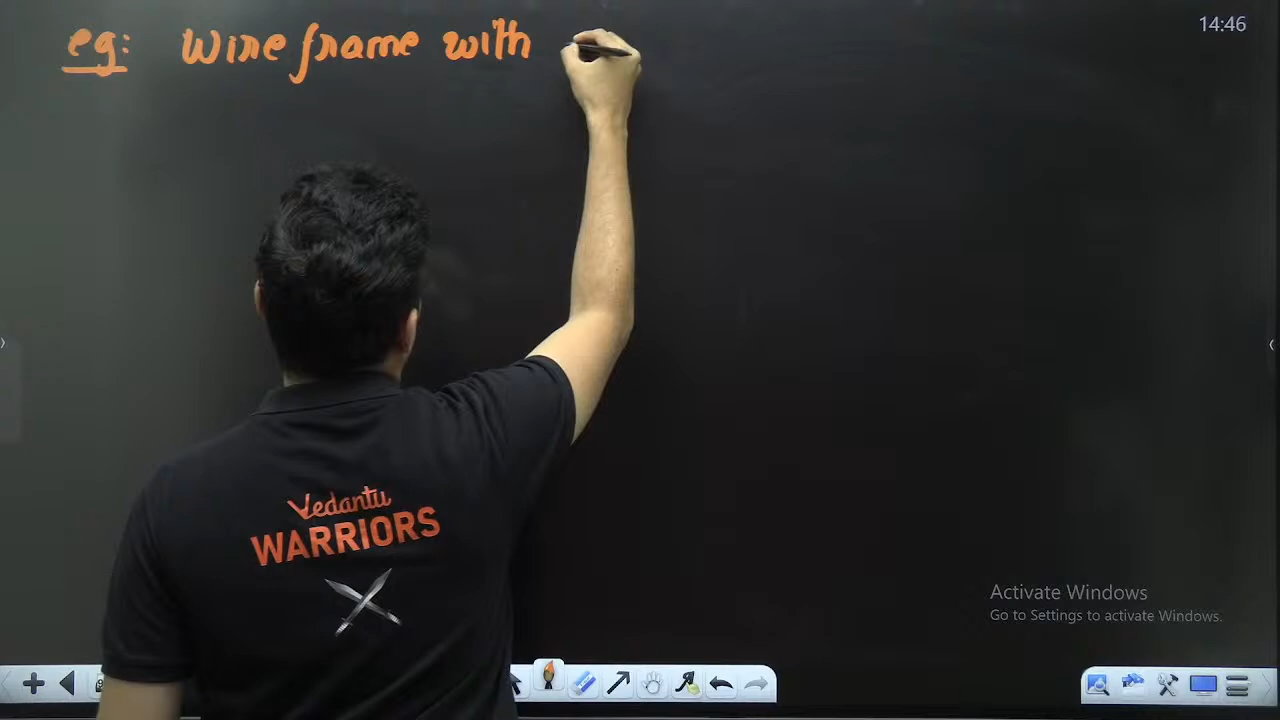 14:46
eg: Wire frame with
Vedantu
WARRIORS
Activate Windows
Go to Settings to activate Windows.